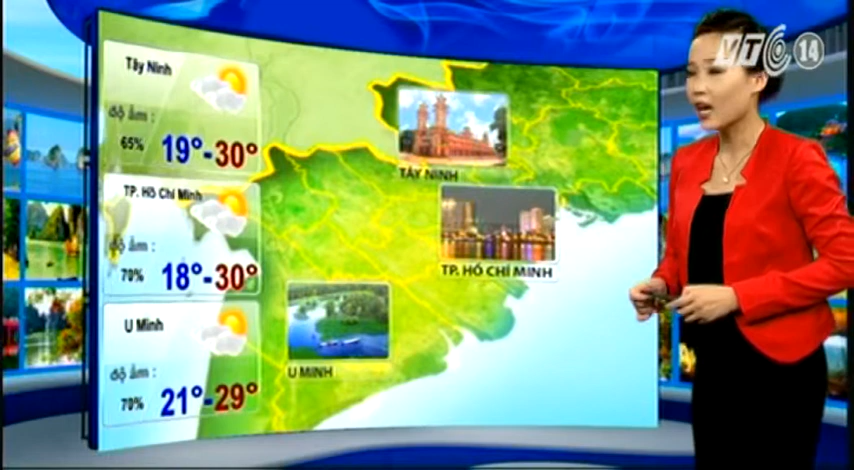 VTC 14
Tây Ninh
độ ẩm :
65% 19°-30°
TP. Hồ Chí Minh
độ ẩm :
70% 18°-30°
U Minh
độ ẩm :
70% 21°-29°
TÂY NINH
TP. HỒ CHÍ MINH
U MINH